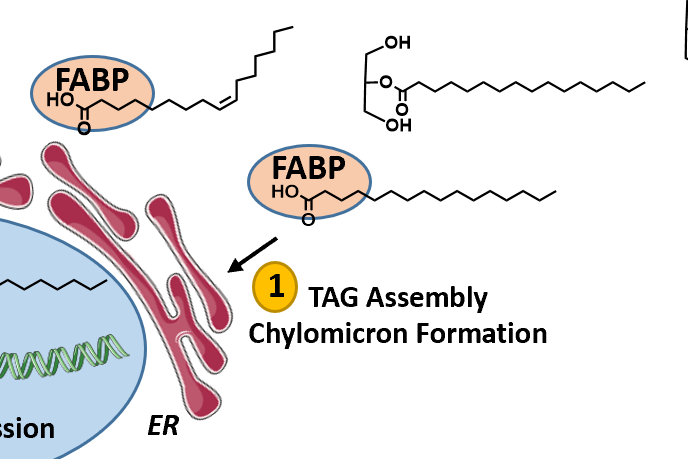 FABP
HO
O
OH
O
O
OH
FABP
HO
O
1
TAG Assembly
Chylomicron Formation
ER
ssion